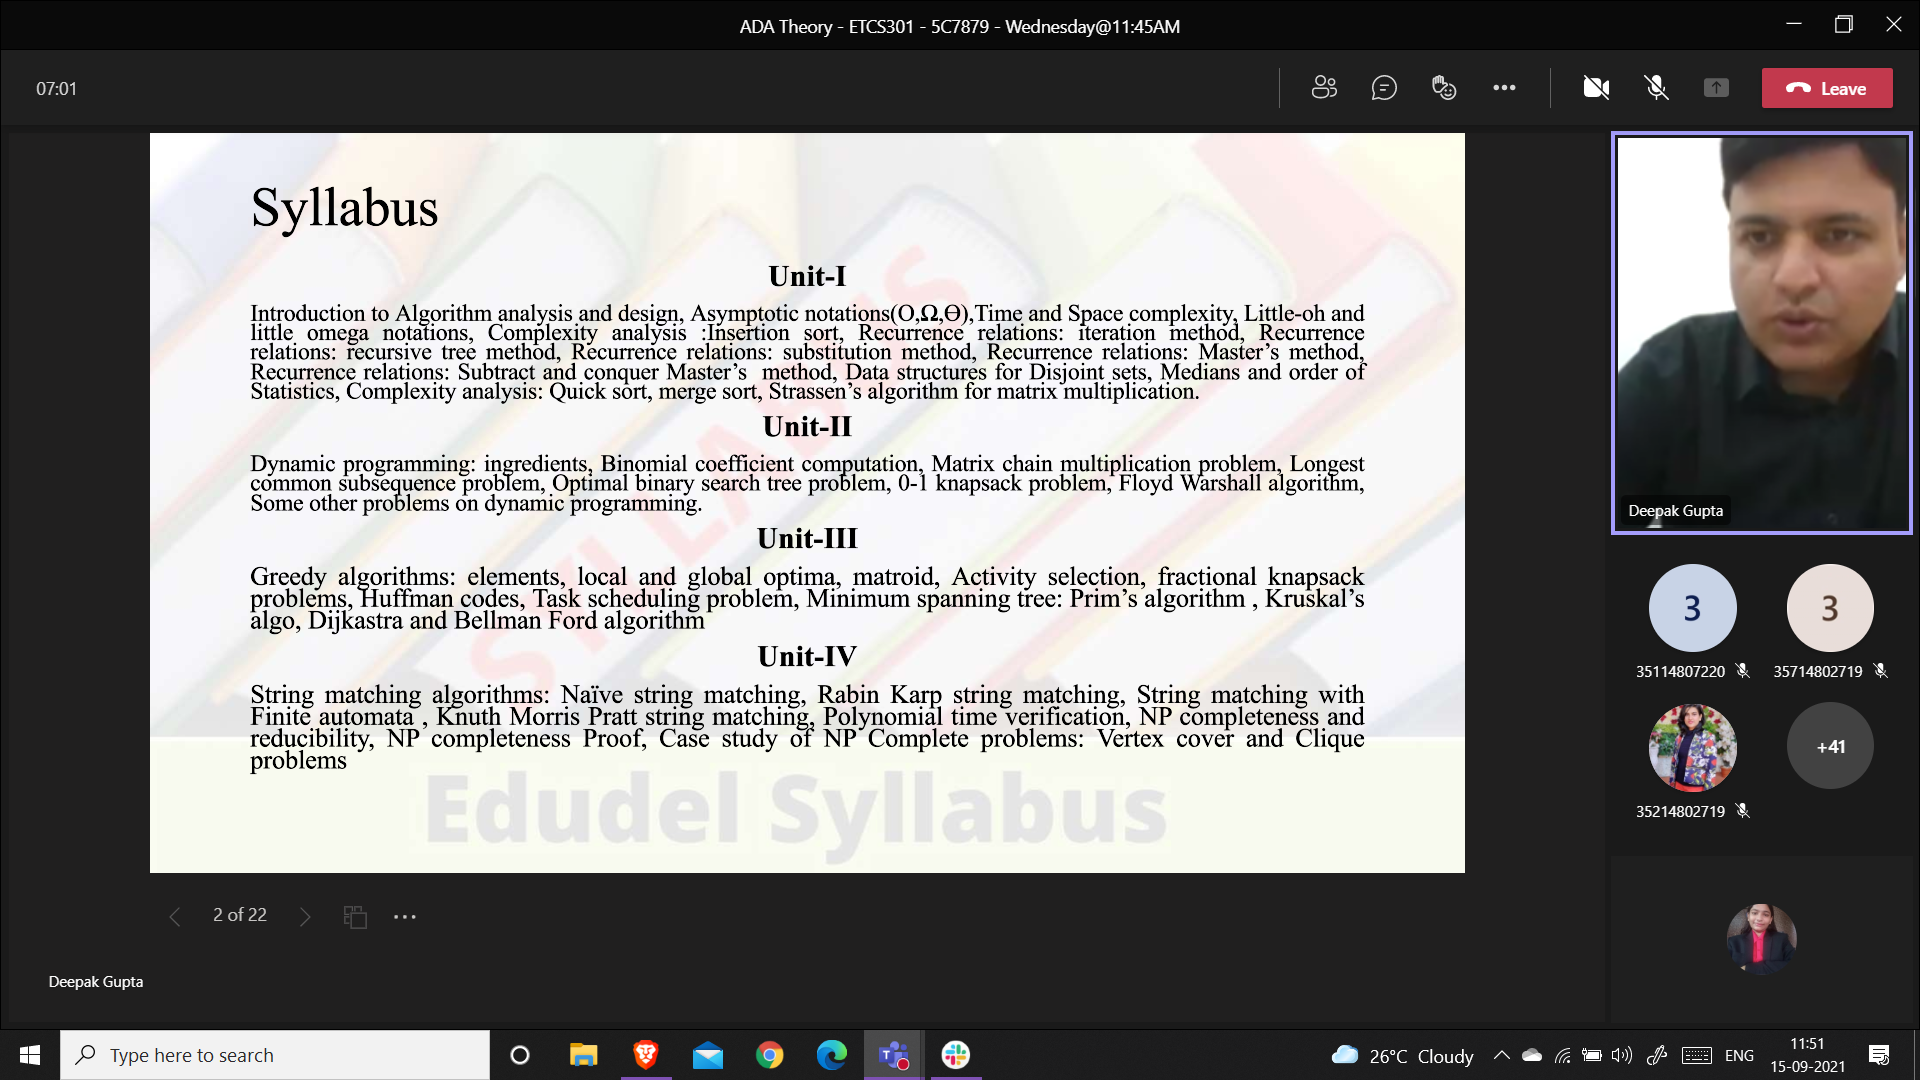 ADA Theory - ETCS301 - 5C7879 - Wednesday@11:45AM
07:01
Leave
Syllabus
Unit-I
Introduction to Algorithm analysis and design, Asymptotic notations(O,Ω,Ө),Time and Space complexity, Little-oh and
little omega notations, Complexity analysis :Insertion sort, Recurrence relations: iteration method, Recurrence
relations: recursive tree method, Recurrence relations: substitution method, Recurrence relations: Master’s method,
Recurrence relations: Subtract and conquer Master’s method, Data structures for Disjoint sets, Medians and order of
Statistics, Complexity analysis: Quick sort, merge sort, Strassen’s algorithm for matrix multiplication.
Unit-II
Dynamic programming: ingredients, Binomial coefficient computation, Matrix chain multiplication problem, Longest
common subsequence problem, Optimal binary search tree problem, 0-1 knapsack problem, Floyd Warshall algorithm,
Some other problems on dynamic programming.
Unit-III
Greedy algorithms: elements, local and global optima, matroid, Activity selection, fractional knapsack
problems, Huffman codes, Task scheduling problem, Minimum spanning tree: Prim’s algorithm , Kruskal’s
algo, Dijkastra and Bellman Ford algorithm
Unit-IV
String matching algorithms: Naïve string matching, Rabin Karp string matching, String matching with
Finite automata , Knuth Morris Pratt string matching, Polynomial time verification, NP completeness and
reducibility, NP completeness Proof, Case study of NP Complete problems: Vertex cover and Clique
problems
SYLLABUS
Edudel Syllabus
2 of 22
Deepak Gupta
Deepak Gupta
3
3
35114807220
35714802719
+41
35214802719
Type here to search
26°C Cloudy
ENG
11:51
15-09-2021